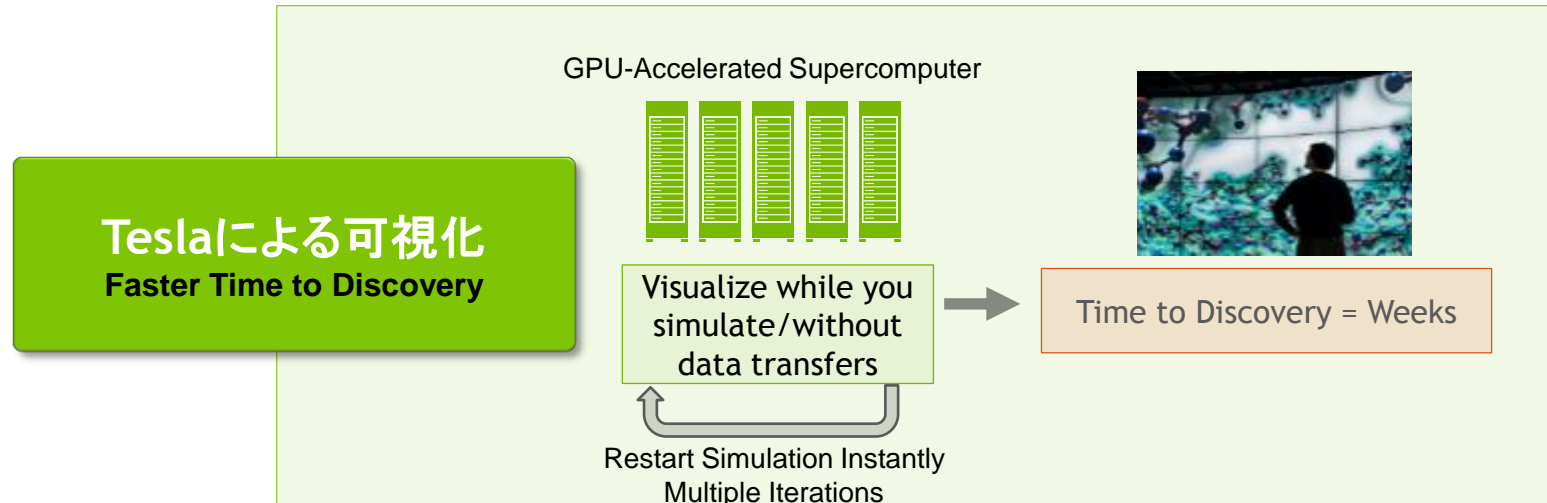 GPU-Accelerated Supercomputer
Teslaによる可視化
Faster Time to Discovery
Visualize while you
simulate/without
data transfers
Time to Discovery = Weeks
Restart Simulation Instantly
Multiple Iterations